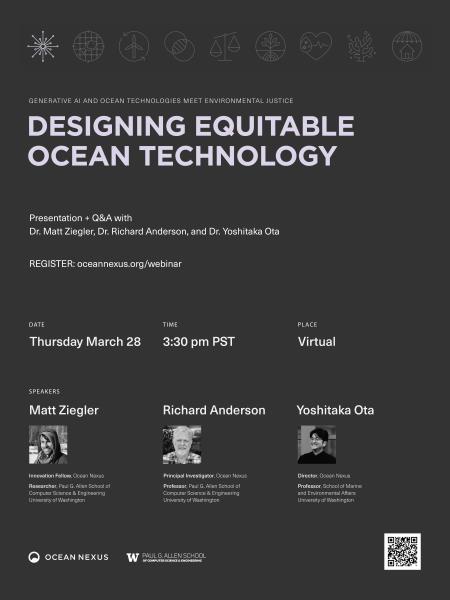 GENERATIVE AI AND OCEAN TECHNOLOGIES MEET ENVIRONMENTAL JUSTICE
DESIGNING EQUITABLE
OCEAN TECHNOLOGY
Presentation + Q&A with
Dr. Matt Ziegler, Dr. Richard Anderson, and Dr. Yoshitaka Ota
REGISTER: oceannexus.org/webinar
DATE
Thursday March 28
TIME
3:30 pm PST
PLACE
Virtual
SPEAKERS
Matt Ziegler
Innovation Fellow, Ocean Nexus
Researcher, Paul G. Allen School of
Computer Science & Engineering
University of Washington
Richard Anderson
Principal Investigator, Ocean Nexus
Professor, Paul G. Allen School of
Computer Science & Engineering
University of Washington
Yoshitaka Ota
Director, Ocean Nexus
Professor, School of Marine
and Environmental Affairs
University of Washington
OCEAN NEXUS
W PAUL G. ALLEN SCHOOL
OF COMPUTER SCIENCE & ENGINEERING